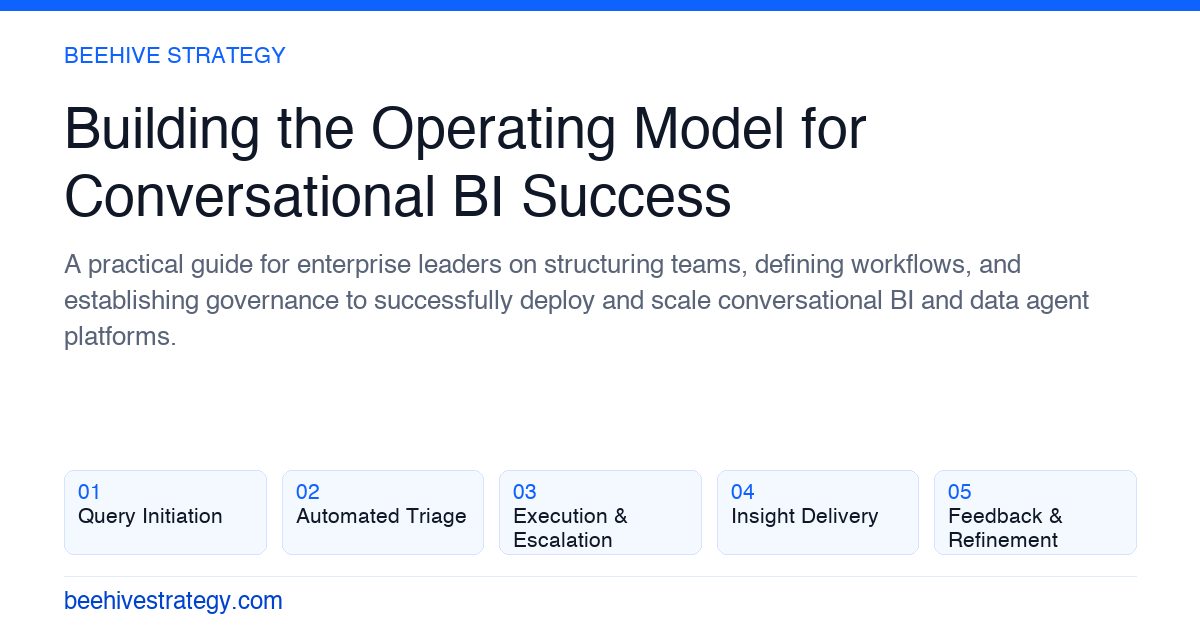 BEEHIVE STRATEGY
Building the Operating Model for
Conversational BI Success
A practical guide for enterprise leaders on structuring teams, defining workflows, and
establishing governance to successfully deploy and scale conversational BI and data agent
platforms.
01
Query Initiation
02
Automated Triage
03
Execution &
Escalation
04
Insight Delivery
05
Feedback &
Refinement
beehivestrategy.com